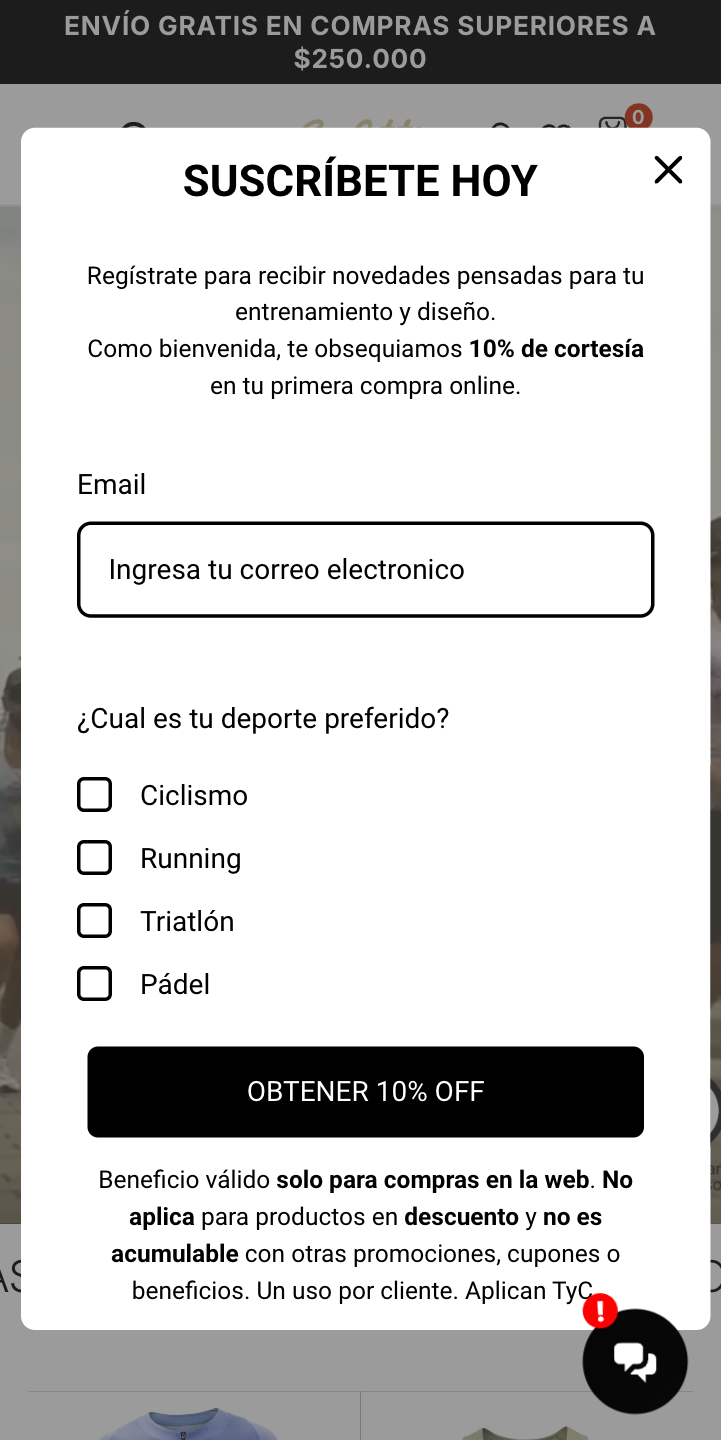 ENVÍO GRATIS EN COMPRAS SUPERIORES A
$250.000
0
SUSCRÍBETE HOY
Regístrate para recibir novedades pensadas para tu
entrenamiento y diseño.
Como bienvenida, te obsequiamos 10% de cortesía
en tu primera compra online.
Email
Ingresa tu correo electronico
¿Cual es tu deporte preferido?
Ciclismo
Running
Triatlón
Pádel
OBTENER 10% OFF
Beneficio válido solo para compras en la web. No
aplica para productos en descuento y no es
acumulable con otras promociones, cupones o
beneficios. Un uso por cliente. Aplican TyC.